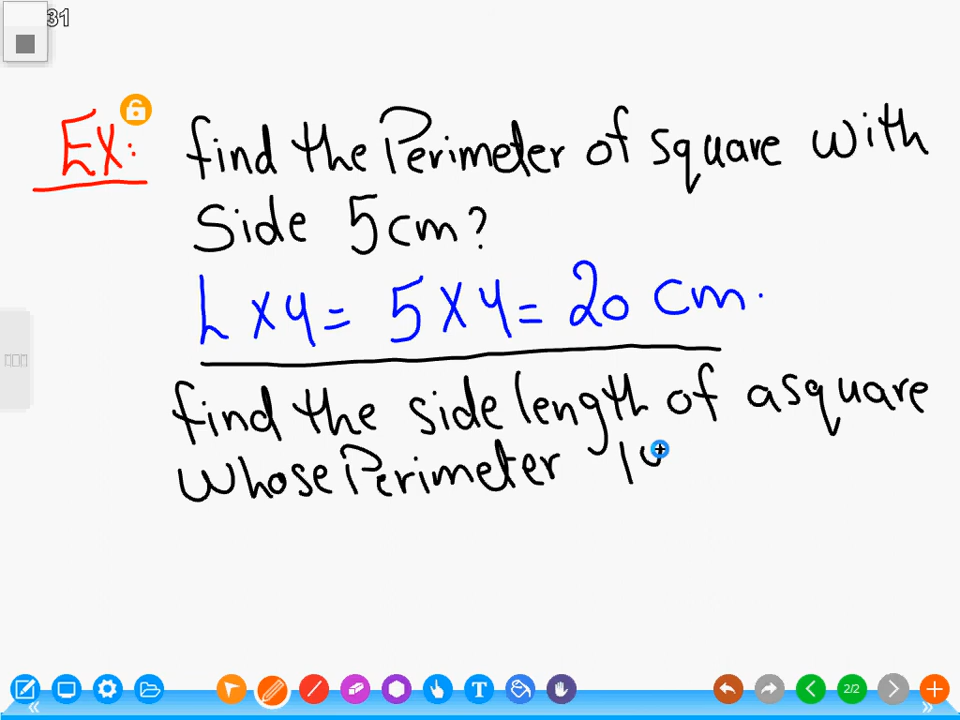 31
Ex:
find the Perimeter of square with
Side 5cm?
L x 4 = 5 x 4 = 20 cm.
find the side length of a square
whose Perimeter
2/2